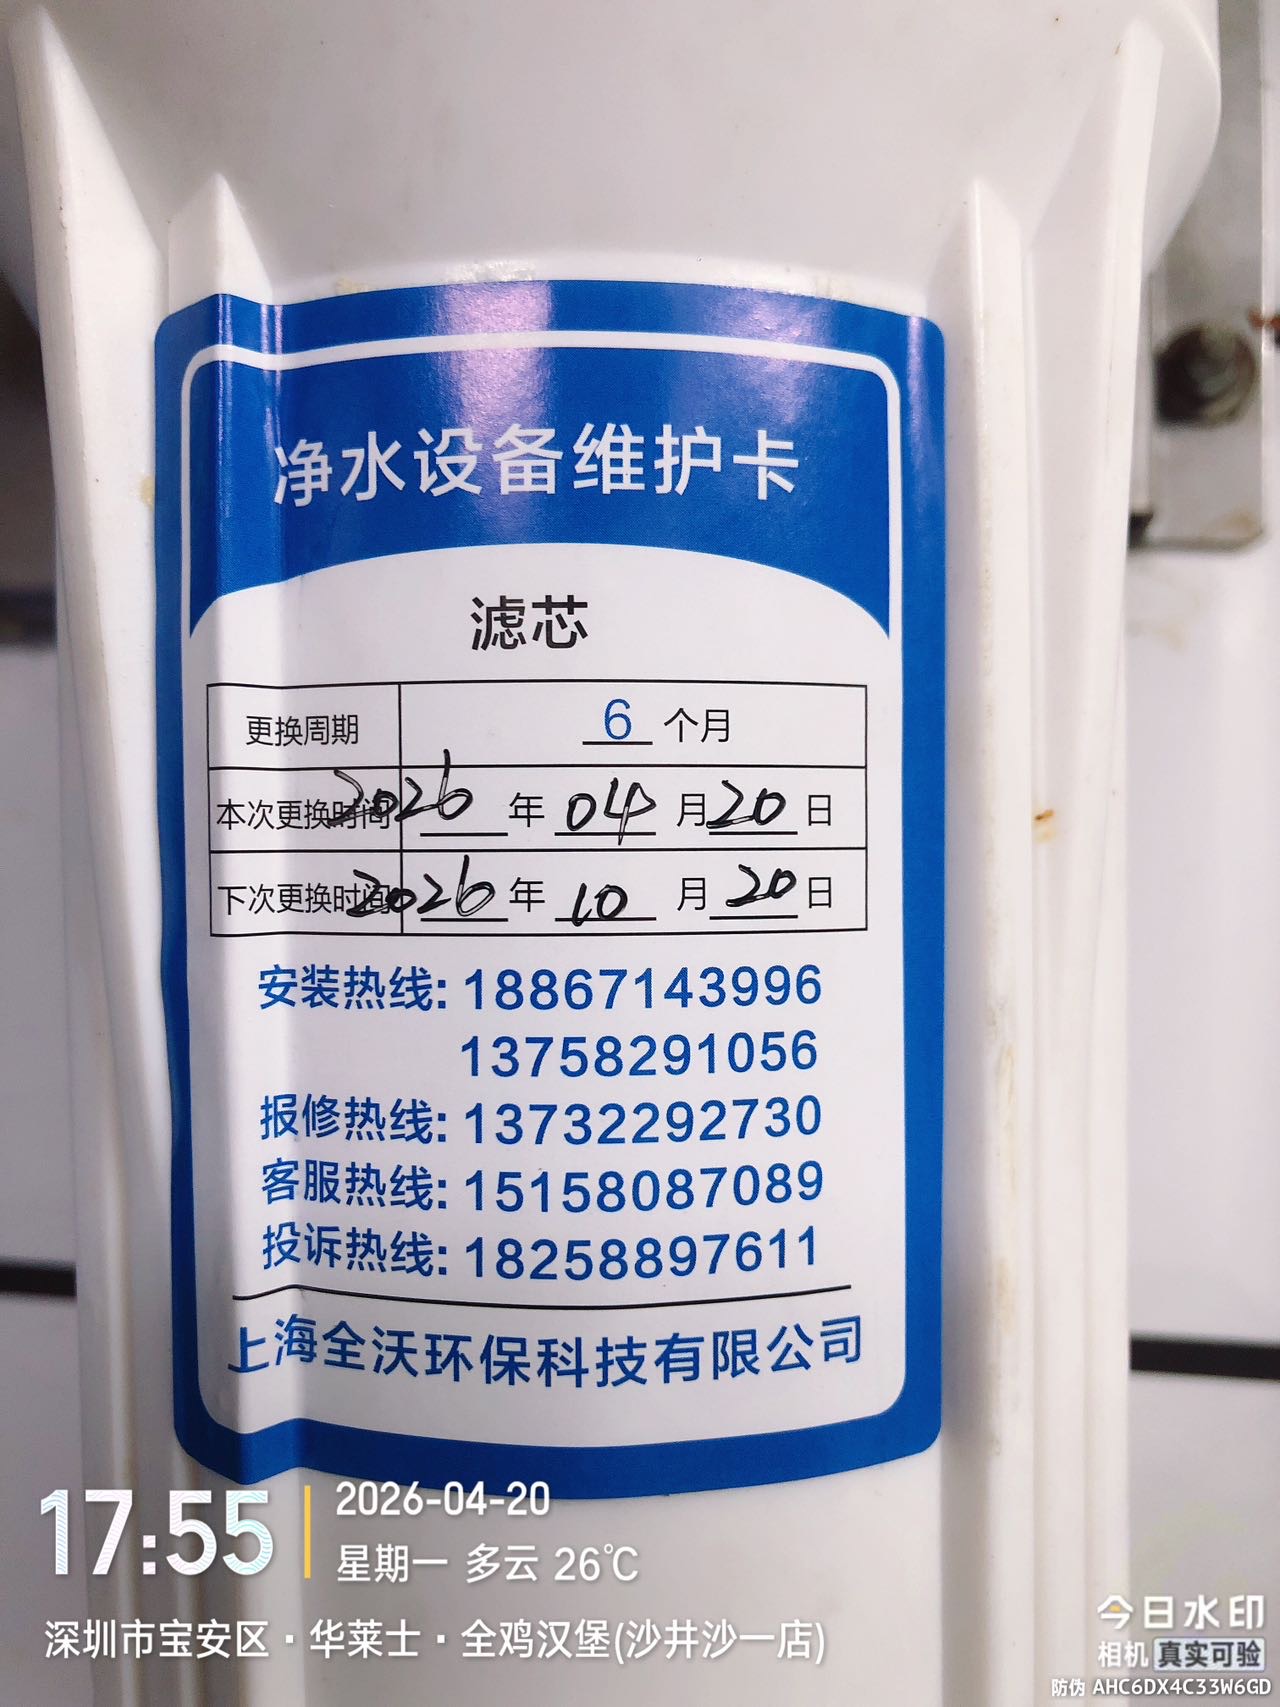 净水设备维护卡
滤芯
更换周期 6 个月
本次更换时间 2026 年 04 月 20 日
下次更换时间 2026 年 10 月 20 日
安装热线: 18867143996
13758291056
报修热线: 13732292730
客服热线: 15158087089
投诉热线: 18258897611
上海全沃环保科技有限公司
17:55
2026-04-20
星期一 多云 26℃
深圳市宝安区·华莱士·全鸡汉堡(沙井沙一店)
今日水印
相机 真实可验
防伪 AHC6DX4C33W6GD